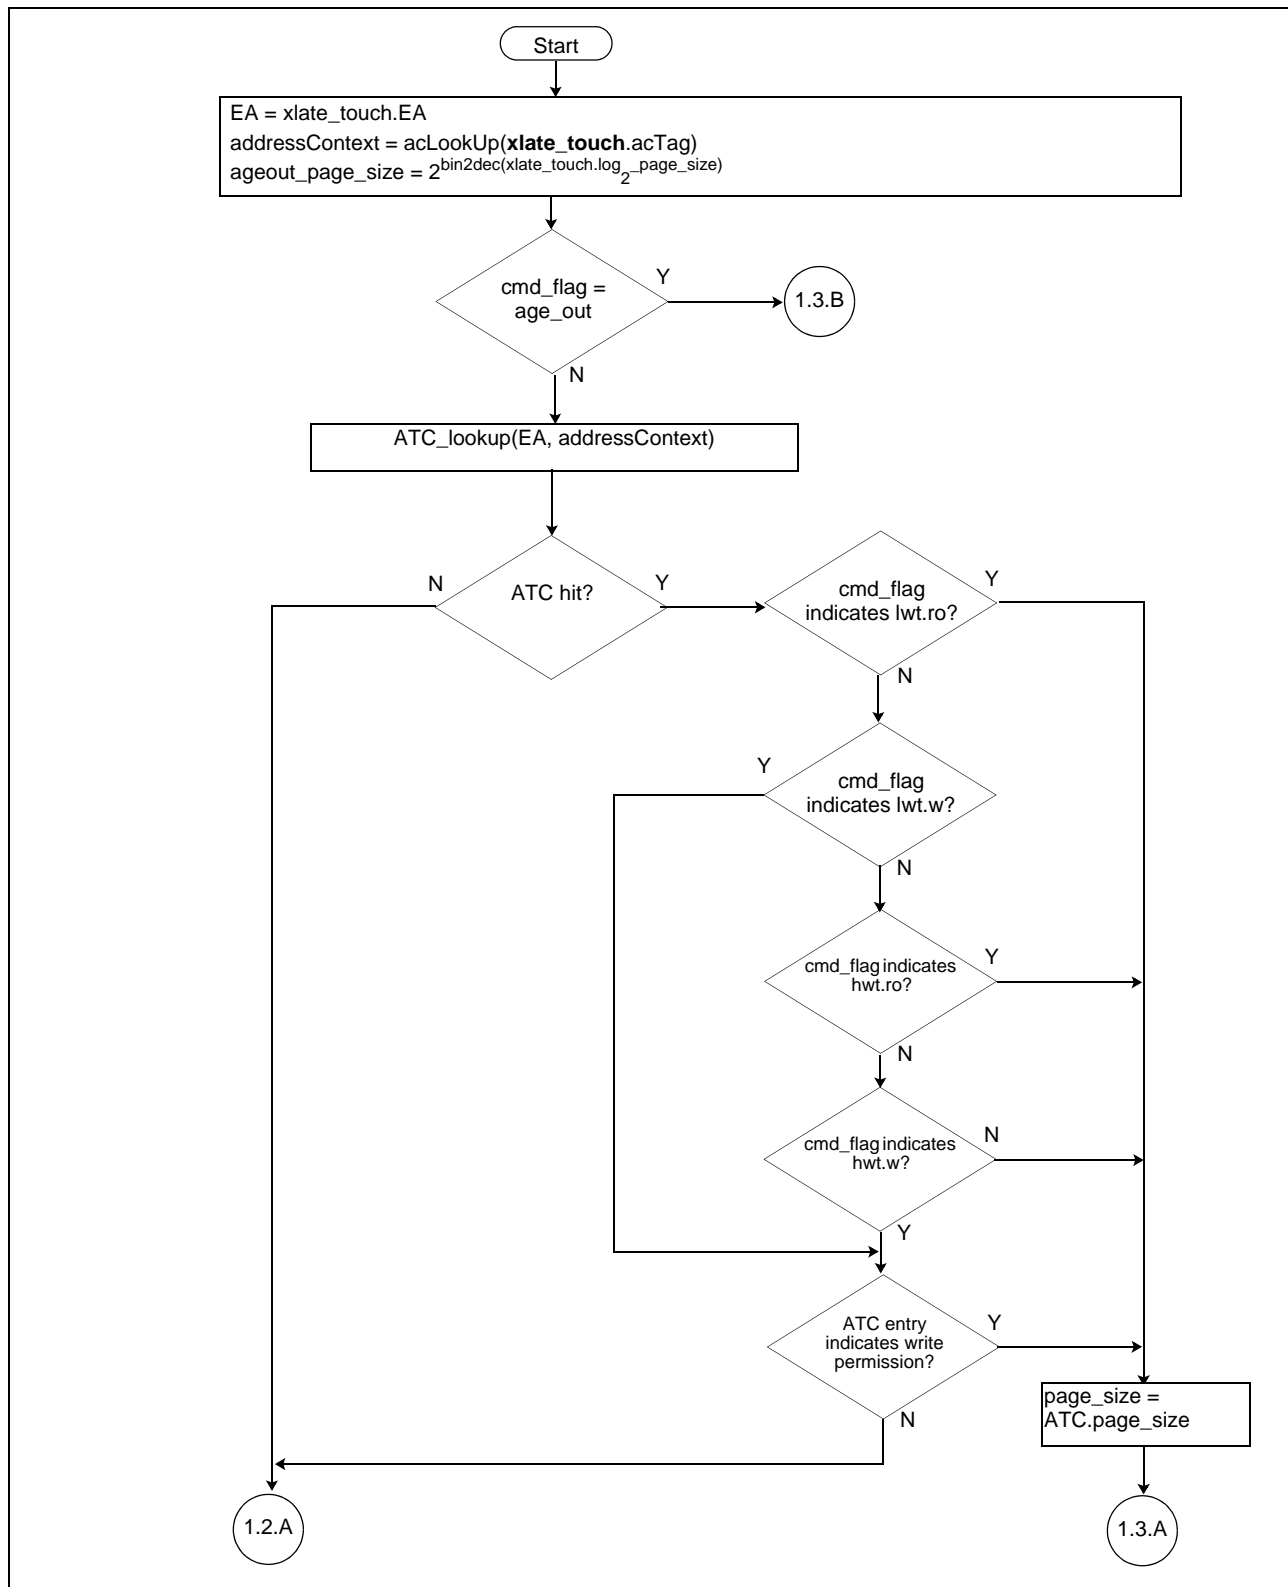 Start
EA = xlate_touch.EA
addressContext = acLookUp(xlate_touch.acTag)
ageout_page_size = 2bin2dec(xlate_touch.log2_page_size)
cmd_flag =
age_out
Y
1.3.B
N
ATC_lookup(EA, addressContext)
N
ATC hit?
Y
cmd_flag
indicates lwt.ro?
Y
N
Y
cmd_flag
indicates lwt.w?
N
cmd_flag indicates
hwt.ro?
Y
N
cmd_flag indicates
hwt.w?
N
Y
ATC entry
indicates write
permission?
Y
N
page_size =
ATC.page_size
1.2.A
1.3.A